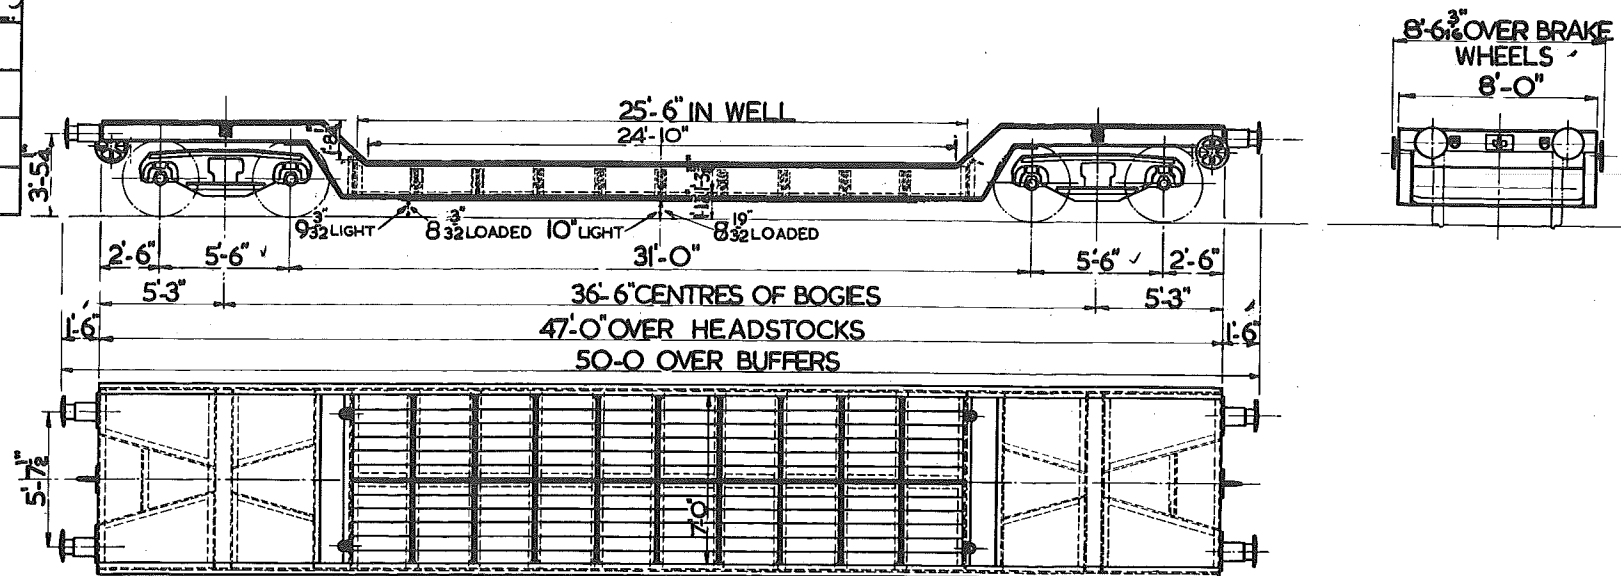 8'-6 3/16" OVER BRAKE
WHEELS
8'-0"
25'-6" IN WELL
24'-10"
1'-8"
9 3/32" LIGHT
8 3/32" LOADED
10" LIGHT
8 19/32" LOADED
2'-6"
5'-6"
31'-0"
5'-6"
2'-6"
5'-3"
36'-6" CENTRES OF BOGIES
5'-3"
1'-6"
47'-0" OVER HEADSTOCKS
1'-6"
50-0 OVER BUFFERS
5'-7 1/2"
7'-0"